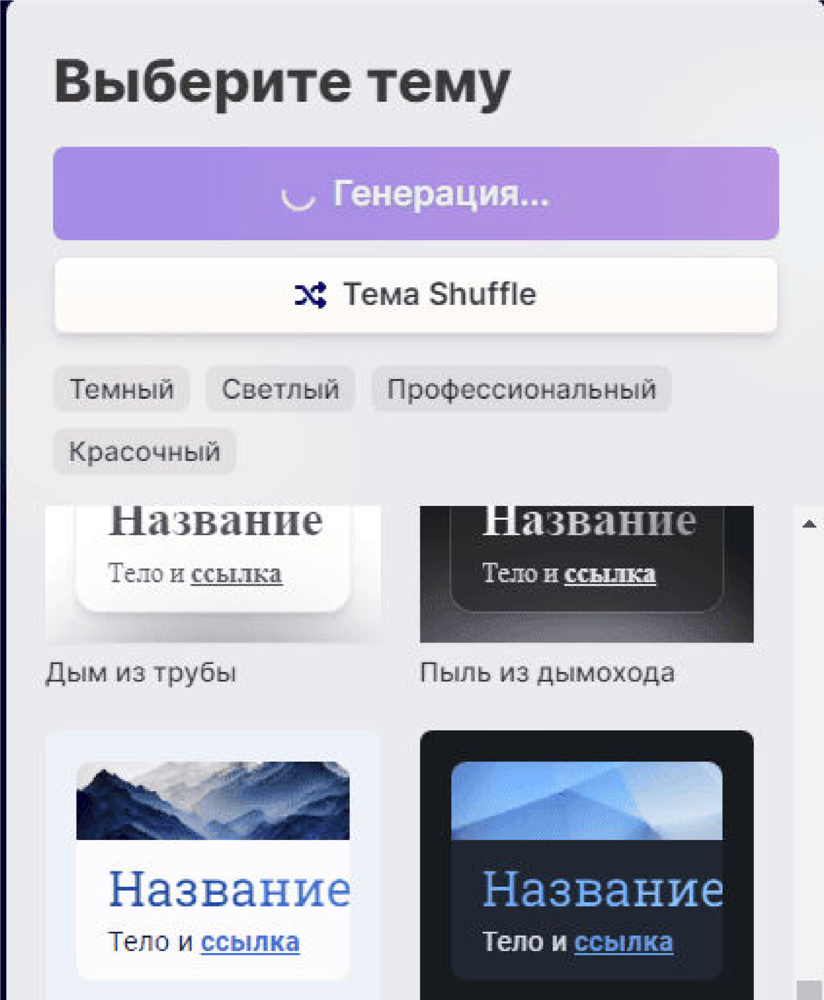 Выберите тему
Генерация...
Тема Shuffle
Темный Светлый Профессиональный
Красочный
Название
Тело и ссылка
Дым из трубы
Название
Тело и ссылка
Пыль из дымохода
Название
Тело и ссылка
Название
Тело и ссылка